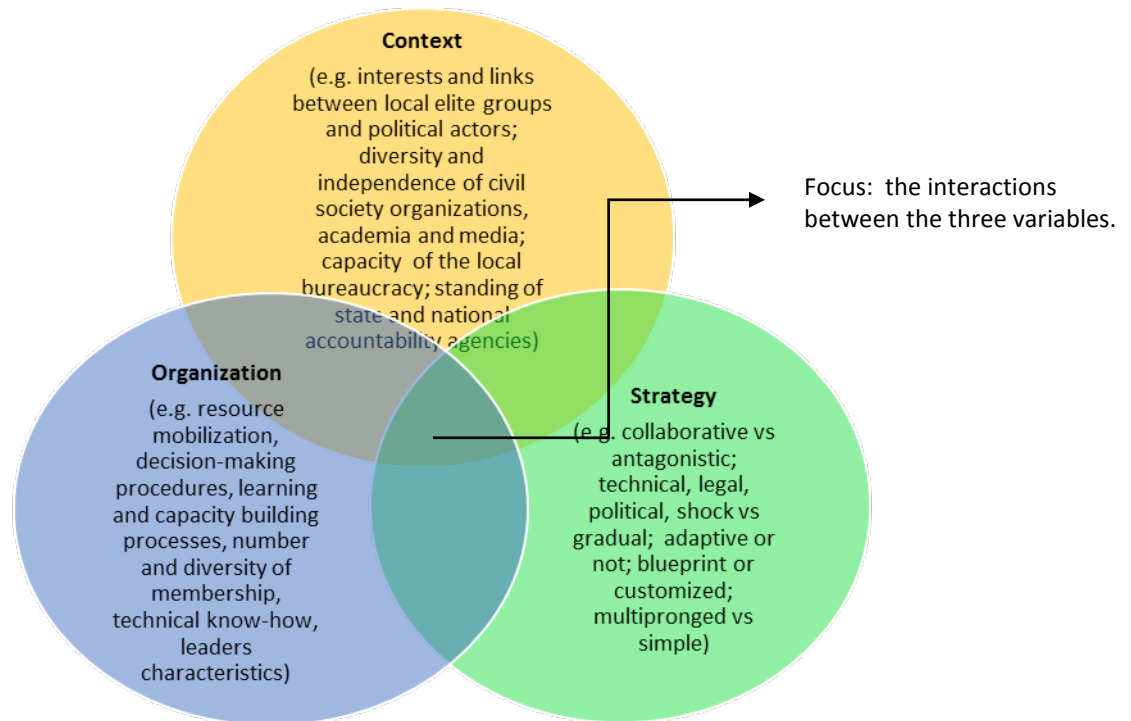 Context
(e.g. interests and links
between local elite groups
and political actors;
diversity and
independence of civil
society organizations,
academia and media;
capacity of the local
bureaucracy; standing of
state and national
accountability agencies)
Focus: the interactions
between the three variables.
Organization
(e.g. resource
mobilization,
decision-making
procedures, learning
and capacity building
processes, number
and diversity of
membership,
technical know-how,
leaders
characteristics)
Strategy
(e.g. collaborative vs
antagonistic;
technical, legal,
political, shock vs
gradual; adaptive or
not; blueprint or
customized;
multipronged vs
simple)